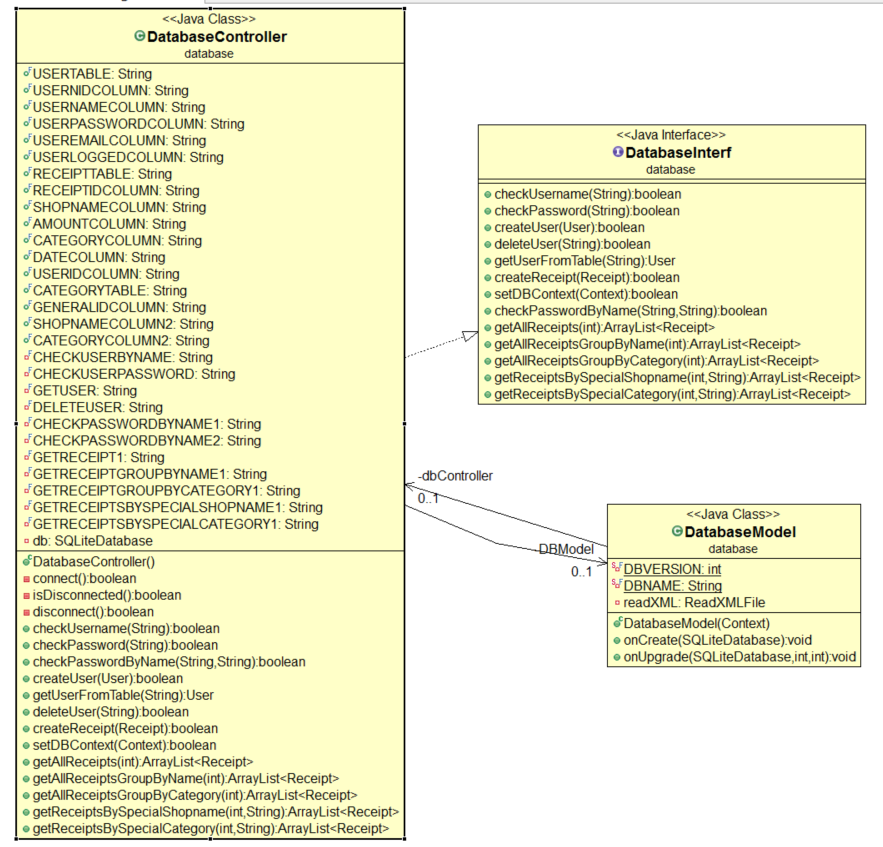 <<Java Class>>
DatabaseController
database
USERTABLE: String
USERNIDCOLUMN: String
USERNAMECOLUMN: String
USERPASSWORDCOLUMN: String
USEREMAILCOLUMN: String
USERLOGGEDCOLUMN: String
RECEIPTTABLE: String
RECEIPTIDCOLUMN: String
SHOPNAMECOLUMN: String
AMOUNTCOLUMN: String
CATEGORYCOLUMN: String
DATECOLUMN: String
USERIDCOLUMN: String
CATEGORYTABLE: String
GENERALIDCOLUMN: String
SHOPNAMECOLUMN2: String
CATEGORYCOLUMN2: String
CHECKUSERBYNAME: String
CHECKUSERPASSWORD: String
GETUSER: String
DELETEUSER: String
CHECKPASSWORDBYNAME1: String
CHECKPASSWORDBYNAME2: String
GETRECEIPT1: String
GETRECEIPTGROUPBYNAME1: String
GETRECEIPTGROUPBYCATEGORY1: String
GETRECEIPTSBYSPECIALSHOPNAME1: String
GETRECEIPTSBYSPECIALCATEGORY1: String
db: SQLiteDatabase
DatabaseController()
connect():boolean
isDisconnected():boolean
disconnect():boolean
checkUsername(String):boolean
checkPassword(String):boolean
checkPasswordByName(String,String):boolean
createUser(User):boolean
getUserFromTable(String):User
deleteUser(String):boolean
createReceipt(Receipt):boolean
setDBContext(Context):boolean
getAllReceipts(int):ArrayList<Receipt>
getAllReceiptsGroupByName(int):ArrayList<Receipt>
getAllReceiptsGroupByCategory(int):ArrayList<Receipt>
getReceiptsBySpecialShopname(int,String):ArrayList<Receipt>
getReceiptsBySpecialCategory(int,String):ArrayList<Receipt>
<<Java Interface>>
DatabaseInterf
database
checkUsername(String):boolean
checkPassword(String):boolean
createUser(User):boolean
deleteUser(String):boolean
getUserFromTable(String):User
createReceipt(Receipt):boolean
setDBContext(Context):boolean
checkPasswordByName(String,String):boolean
getAllReceipts(int):ArrayList<Receipt>
getAllReceiptsGroupByName(int):ArrayList<Receipt>
getAllReceiptsGroupByCategory(int):ArrayList<Receipt>
getReceiptsBySpecialShopname(int,String):ArrayList<Receipt>
getReceiptsBySpecialCategory(int,String):ArrayList<Receipt>
-dbController
0..1
-DBModel
0..1
<<Java Class>>
DatabaseModel
database
DBVERSION: int
DBNAME: String
readXML: ReadXMLFile
DatabaseModel(Context)
onCreate(SQLiteDatabase):void
onUpgrade(SQLiteDatabase,int,int):void